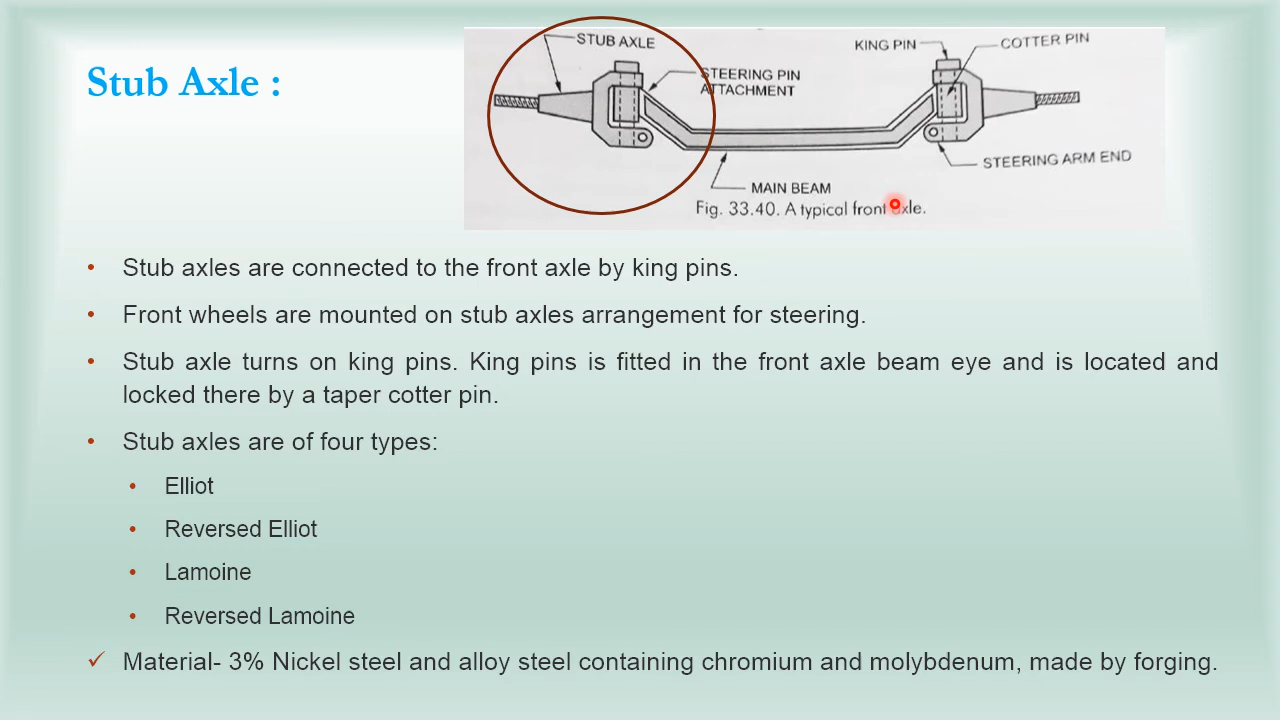 Stub Axle :
STUB AXLE
KING PIN
COTTER PIN
STEERING PIN
ATTACHMENT
STEERING ARM END
MAIN BEAM
Fig. 33.40. A typical front axle.
• Stub axles are connected to the front axle by king pins.
• Front wheels are mounted on stub axles arrangement for steering.
• Stub axle turns on king pins. King pins is fitted in the front axle beam eye and is located and
locked there by a taper cotter pin.
• Stub axles are of four types:
• Elliot
• Reversed Elliot
• Lamoine
• Reversed Lamoine
✓ Material- 3% Nickel steel and alloy steel containing chromium and molybdenum, made by forging.